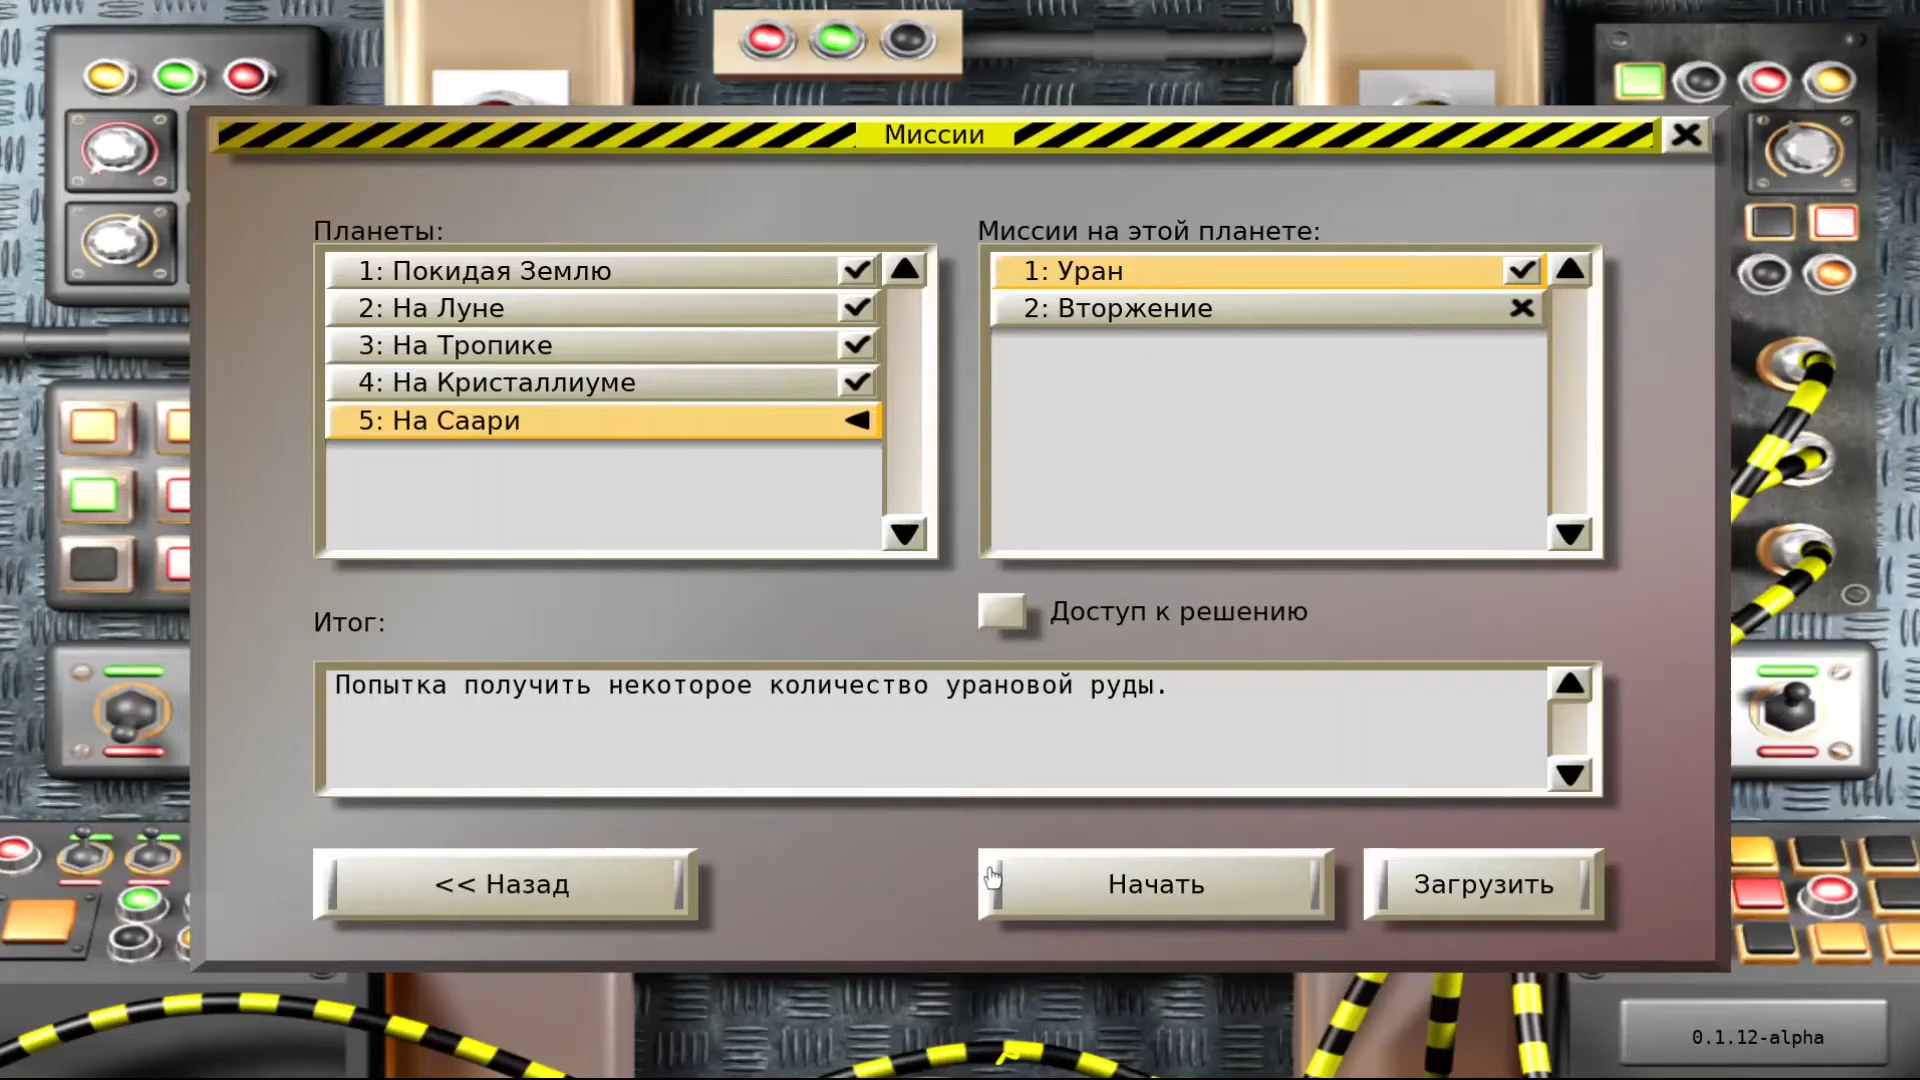 Миссии
Планеты:
1: Покидая Землю
2: На Луне
3: На Тропике
4: На Кристаллиуме
5: На Саари
Миссии на этой планете:
1: Уран
2: Вторжение
Доступ к решению
Итог:
Попытка получить некоторое количество урановой руды.
<< Назад
Начать
Загрузить
0.1.12-alpha